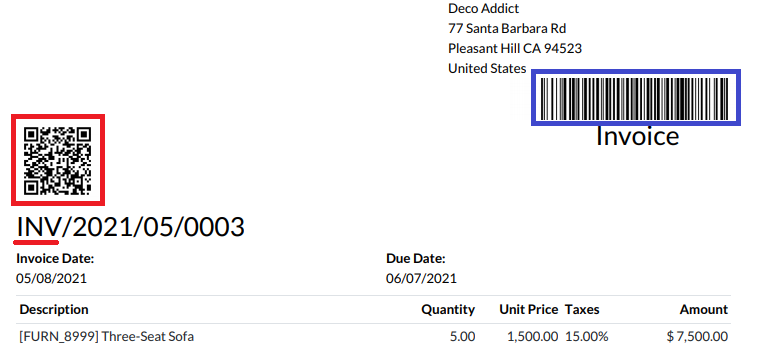 Deco Addict
77 Santa Barbara Rd
Pleasant Hill CA 94523
United States
Invoice
INV/2021/05/0003
Invoice Date: Due Date:
05/08/2021 06/07/2021
Description Quantity Unit Price Taxes Amount
[FURN_8999] Three-Seat Sofa 5.00 1,500.00 15.00% $ 7,500.00